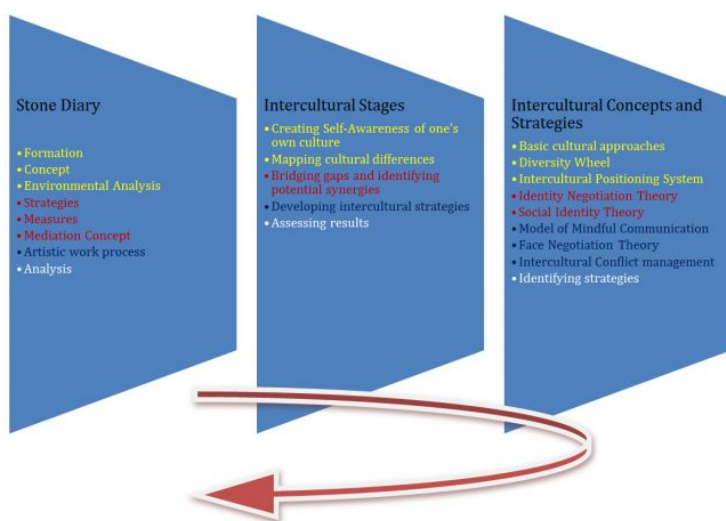 Stone Diary
• Formation
• Concept
• Environmental Analysis
• Strategies
• Measures
• Mediation Concept
• Artistic work process
• Analysis
Intercultural Stages
• Creating Self-Awareness of one's
own culture
• Mapping cultural differences
• Bridging gaps and identifying
potential synergies
• Developing intercultural strategies
• Assessing results
Intercultural Concepts and
Strategies
• Basic cultural approaches
• Diversity Wheel
• Intercultural Positioning System
• Identity Negotiation Theory
• Social Identity Theory
• Model of Mindful Communication
• Face Negotiation Theory
• Intercultural Conflict management
• Identifying strategies